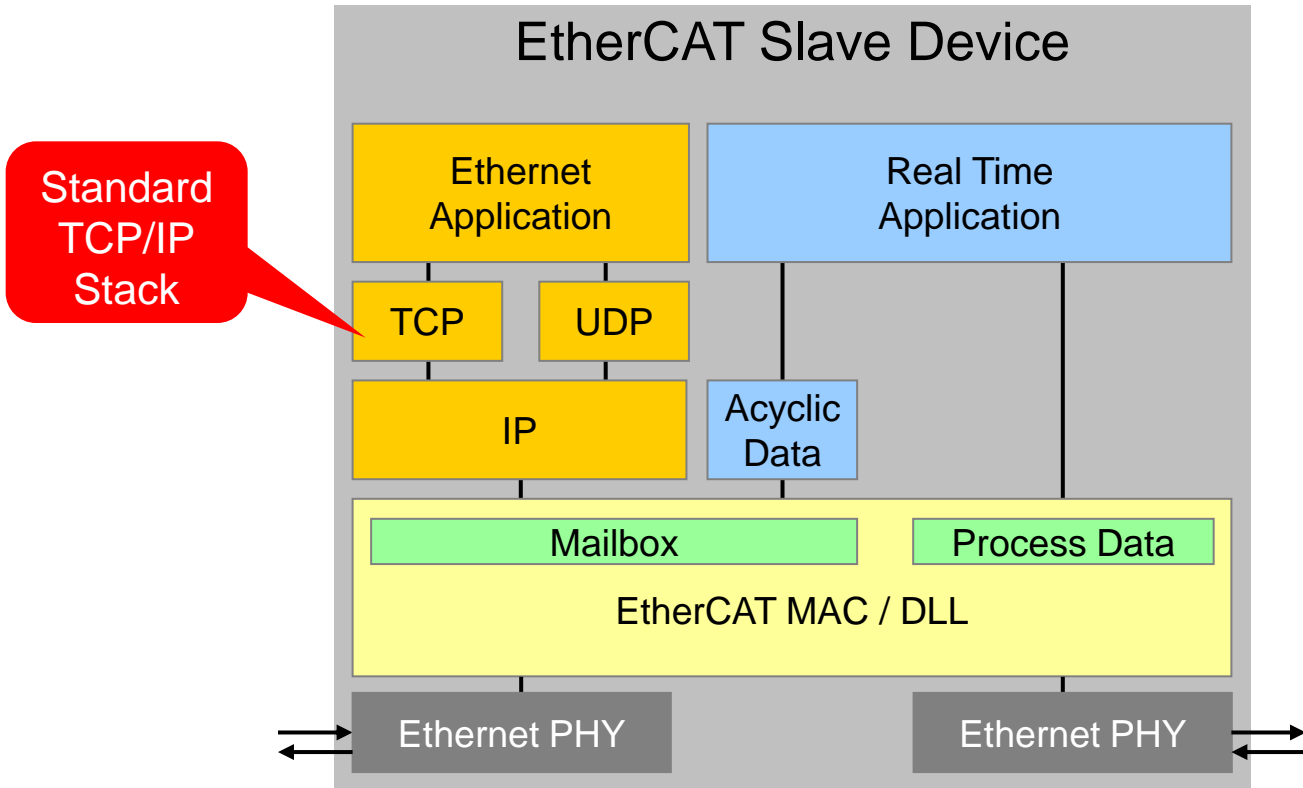 EtherCAT Slave Device
Standard
TCP/IP
Stack
Ethernet
Application
Real Time
Application
TCP
UDP
IP
Acyclic
Data
Mailbox
Process Data
EtherCAT MAC / DLL
Ethernet PHY
Ethernet PHY